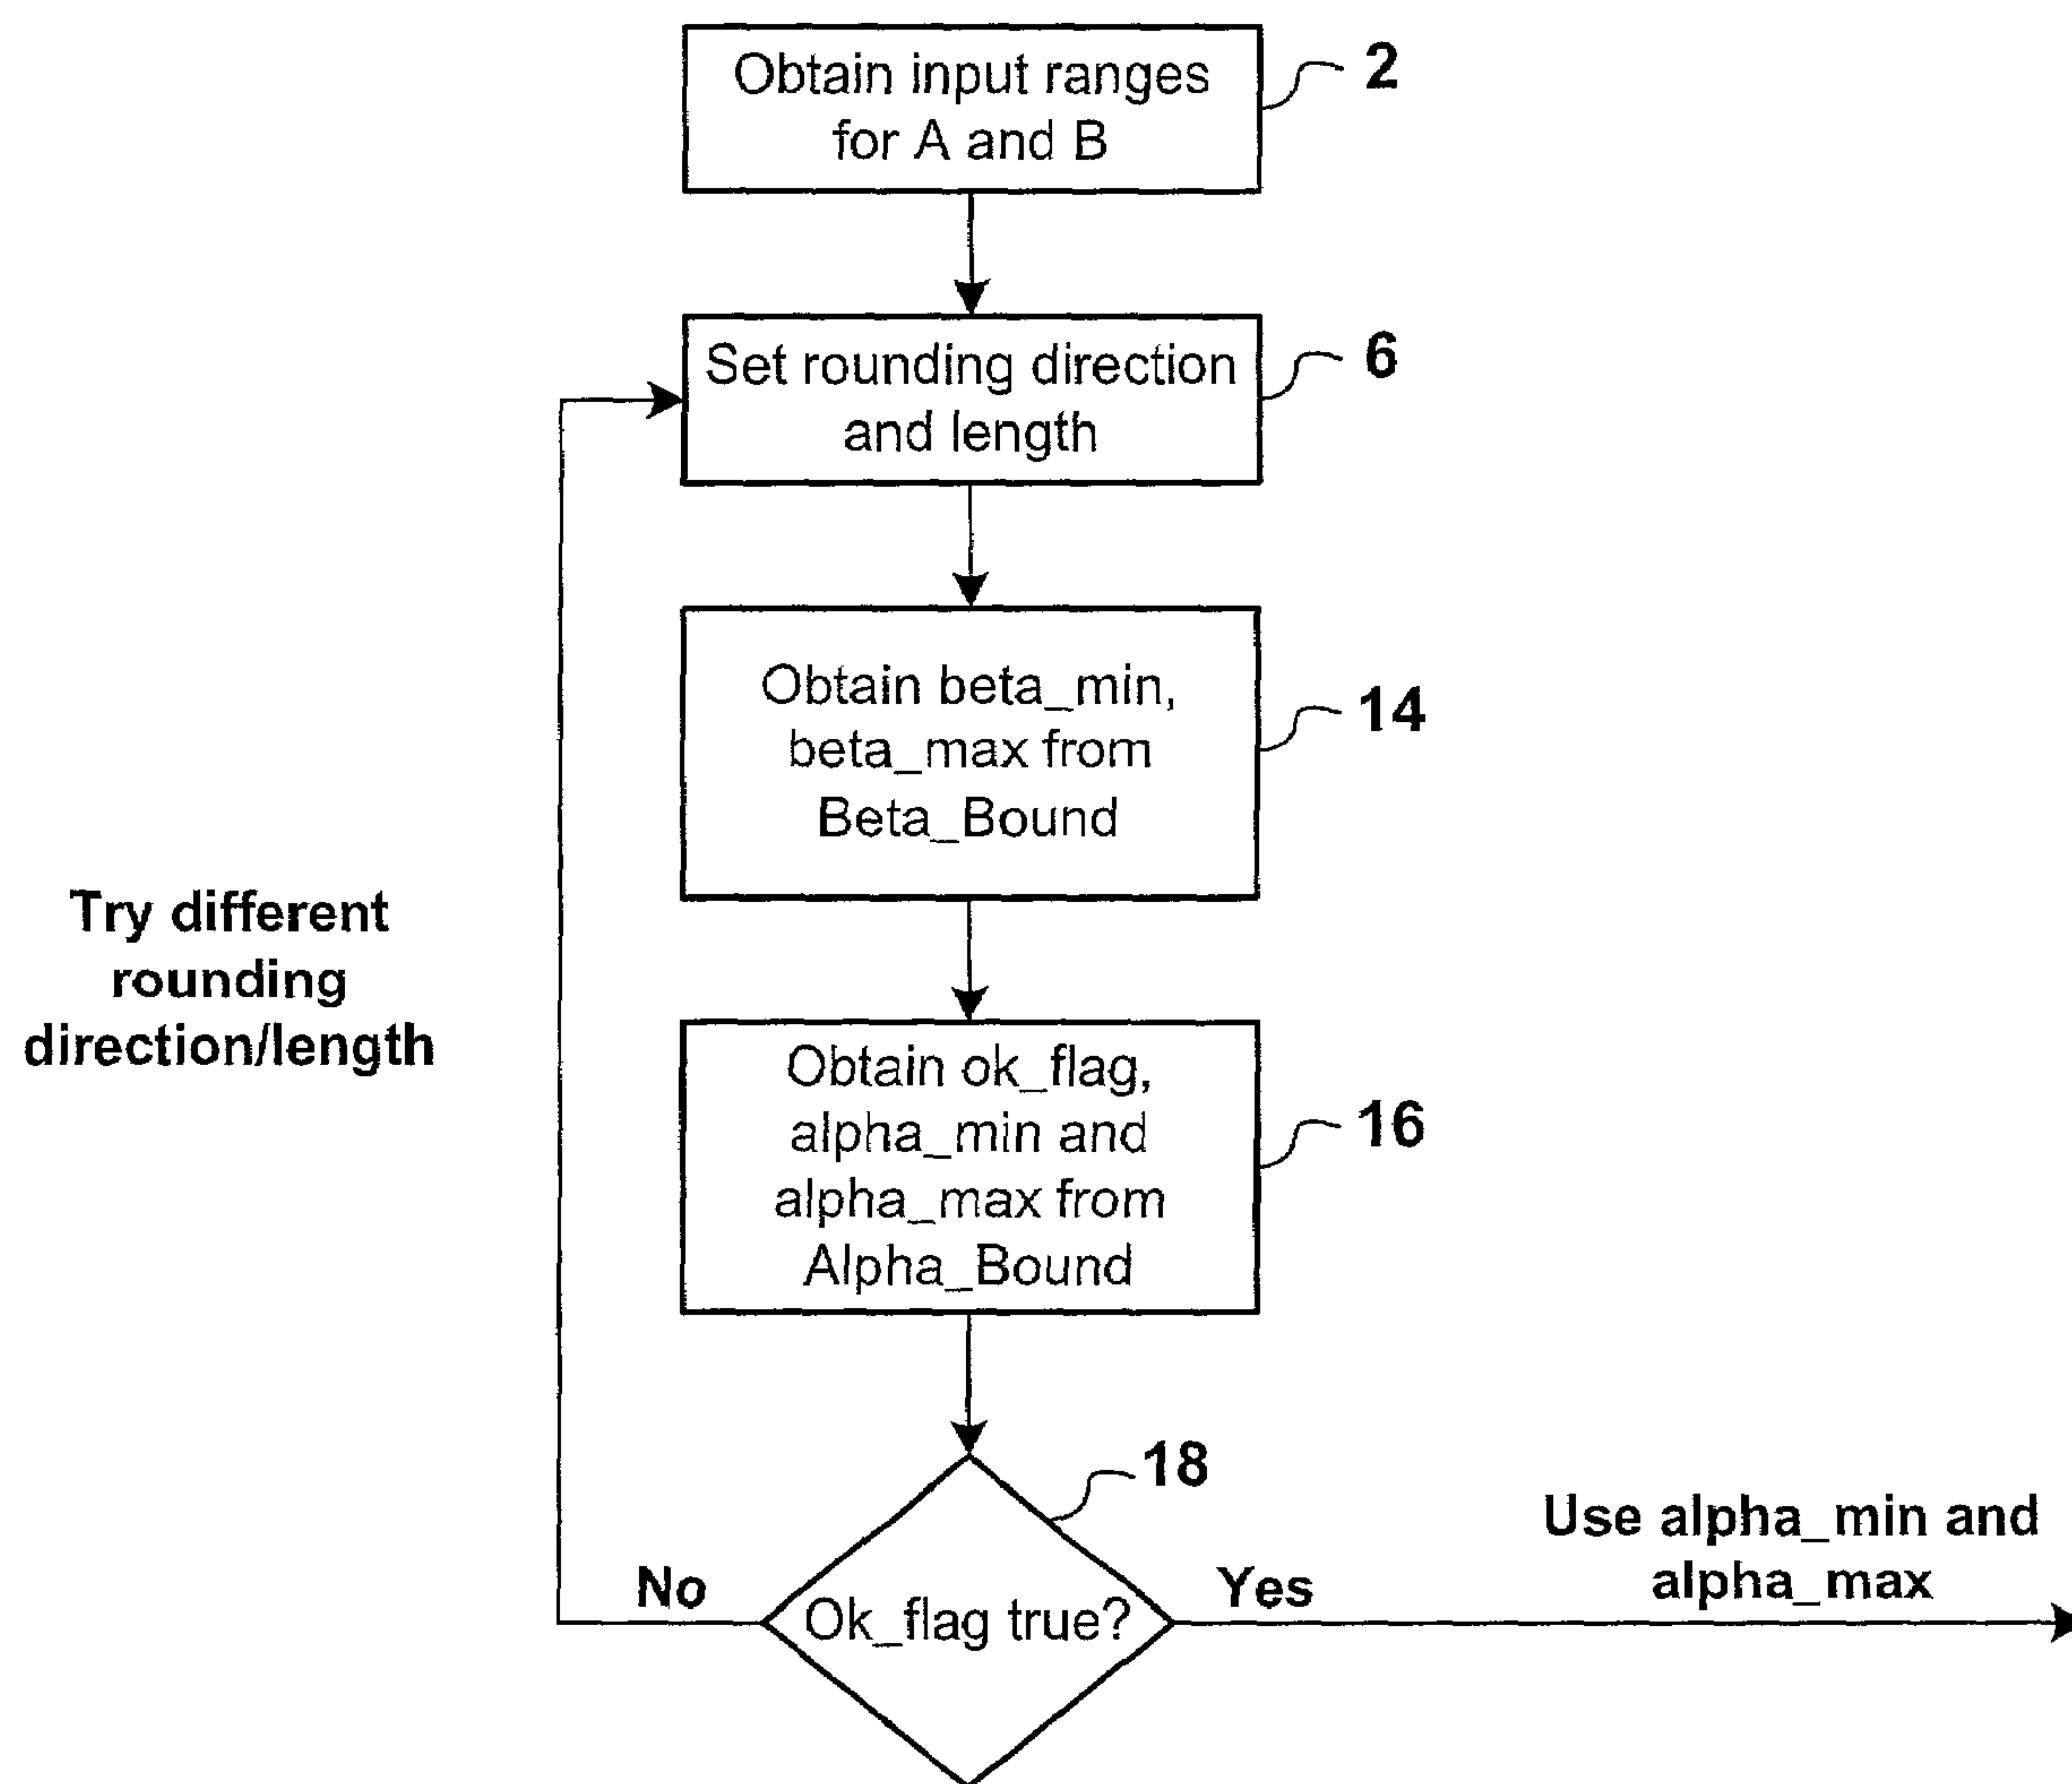 Obtain input ranges
for A and B
2
Set rounding direction
and length
6
Obtain beta_min,
beta_max from
Beta_Bound
14
Try different
rounding
direction/length
Obtain ok_flag,
alpha_min and
alpha_max from
Alpha_Bound
16
18
Ok_flag true?
No
Yes
Use alpha_min and
alpha_max